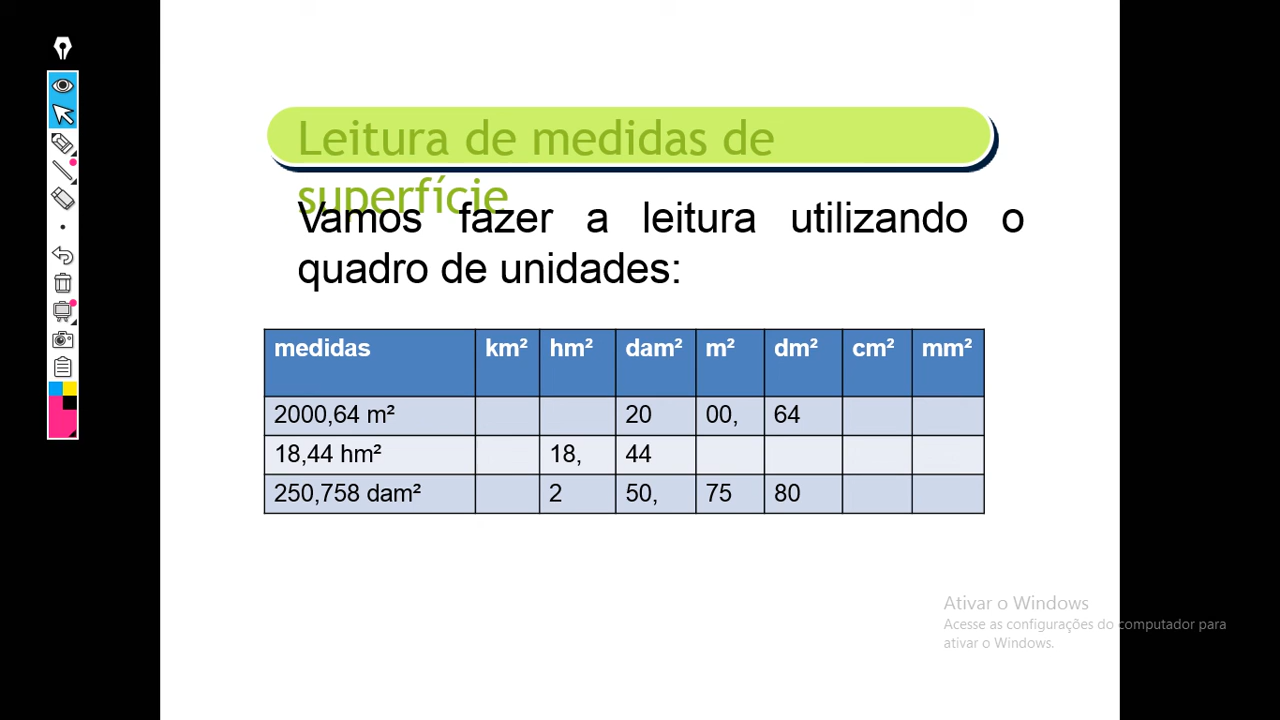 Leitura de medidas de
superfície
Vamos fazer a leitura utilizando o
quadro de unidades:
medidas km² hm² dam² m² dm² cm² mm²
2000,64 m² 20 00, 64
18,44 hm² 18, 44
250,758 dam² 2 50, 75 80
Ativar o Windows
Acesse as configurações do computador para
ativar o Windows.